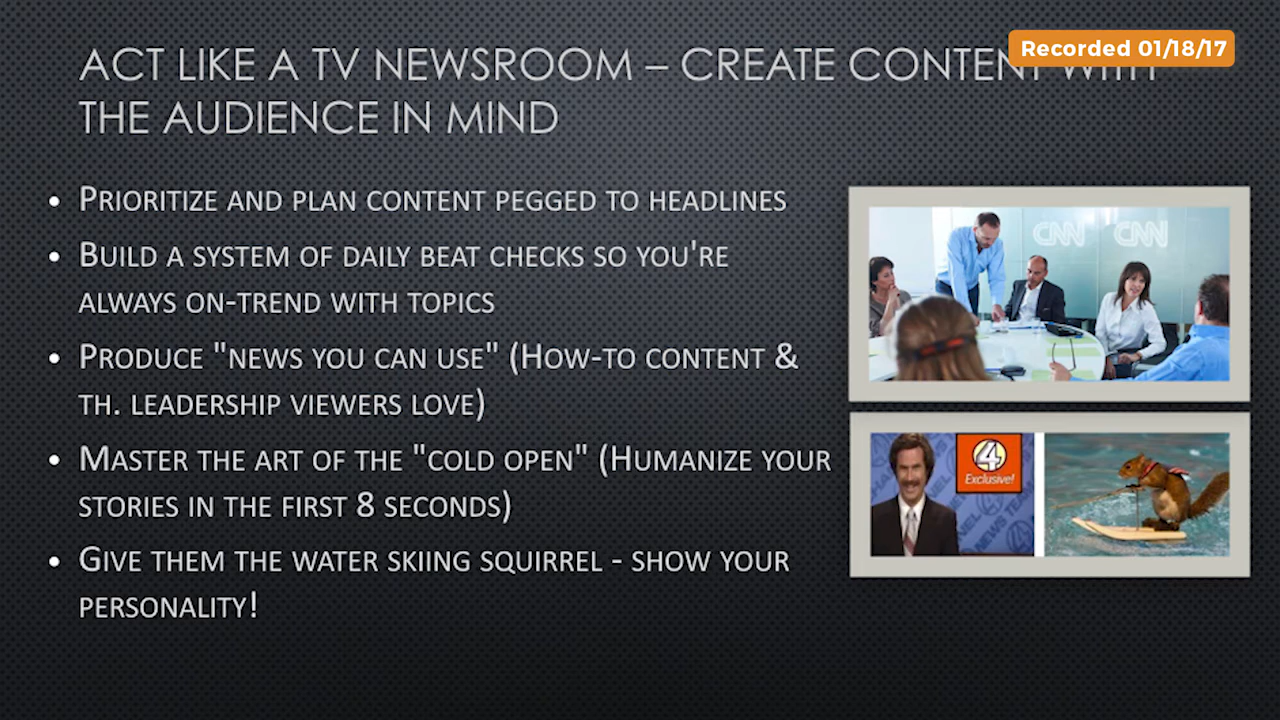 Recorded 01/18/17
ACT LIKE A TV NEWSROOM – CREATE CONTENT WITH
THE AUDIENCE IN MIND
• PRIORITIZE AND PLAN CONTENT PEGGED TO HEADLINES
• BUILD A SYSTEM OF DAILY BEAT CHECKS SO YOU'RE
ALWAYS ON-TREND WITH TOPICS
• PRODUCE "NEWS YOU CAN USE" (HOW-TO CONTENT &
TH. LEADERSHIP VIEWERS LOVE)
• MASTER THE ART OF THE "COLD OPEN" (HUMANIZE YOUR
STORIES IN THE FIRST 8 SECONDS)
• GIVE THEM THE WATER SKIING SQUIRREL - SHOW YOUR
PERSONALITY!
CNN CNN
4
Exclusive!